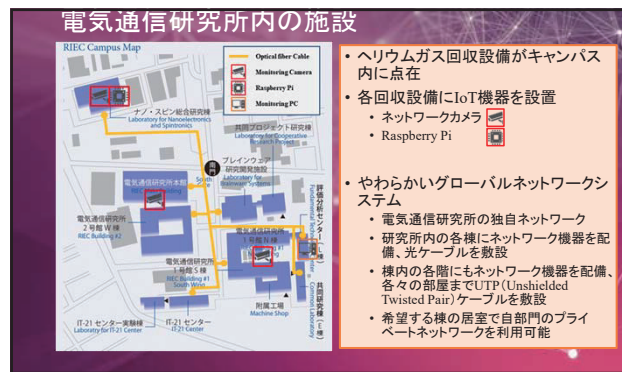 電気通信研究所内の施設
RIEC Campus Map
Optical fiber Cable
Monitoring Camera
Raspberry Pi
Monitoring PC
ナノ・スピン総合研究棟
Laboratory for Nanoelectronics
and Spintronics
共同プロジェクト研究棟
Laboratory for Cooperative
Research Project
ブレインウェア
研究開発施設
Laboratory for
Brainware Systems
南門
South
電気通信研究所本館
電気通信研究所
2号館W棟
RIEC Building #2
電気通信研究所
1号館N棟
電気通信研究所
1号館S棟
RIEC Building #1
South Wing
評価分析センター
共同研究棟(E棟)
Common Laboratory
附属工場
Machine Shop
IT-21 センター実験棟
Laboratry for IT-21 Center
IT-21 センター
IT-21 Center
• ヘリウムガス回収設備がキャンパス
内に点在
• 各回収設備にIoT機器を設置
• ネットワークカメラ
• Raspberry Pi
• やわらかいグローバルネットワークシ
ステム
• 電気通信研究所の独自ネットワーク
• 研究所内の各棟にネットワーク機器を配
備、光ケーブルを敷設
• 棟内の各階にもネットワーク機器を配備、
各々の部屋までUTP(Unshielded
Twisted Pair)ケーブルを敷設
• 希望する棟の居室で自部門のプライ
ベートネットワークを利用可能